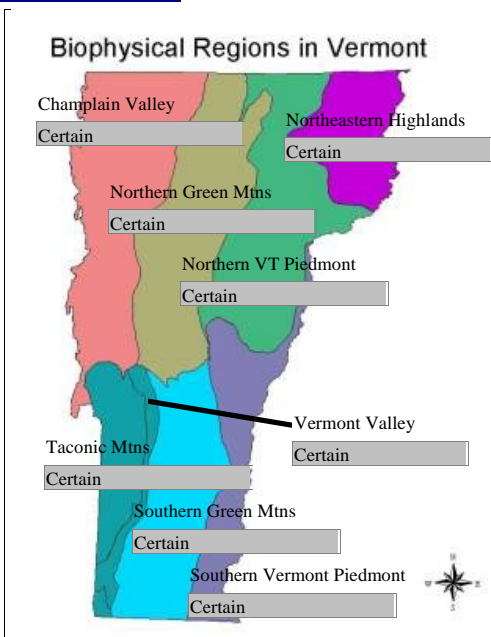 Biophysical Regions in Vermont
Champlain Valley
Certain
Northeastern Highlands
Certain
Northern Green Mtns
Certain
Northern VT Piedmont
Certain
Vermont Valley
Certain
Taconic Mtns
Certain
Southern Green Mtns
Certain
Southern Vermont Piedmont
Certain
N
W E
S